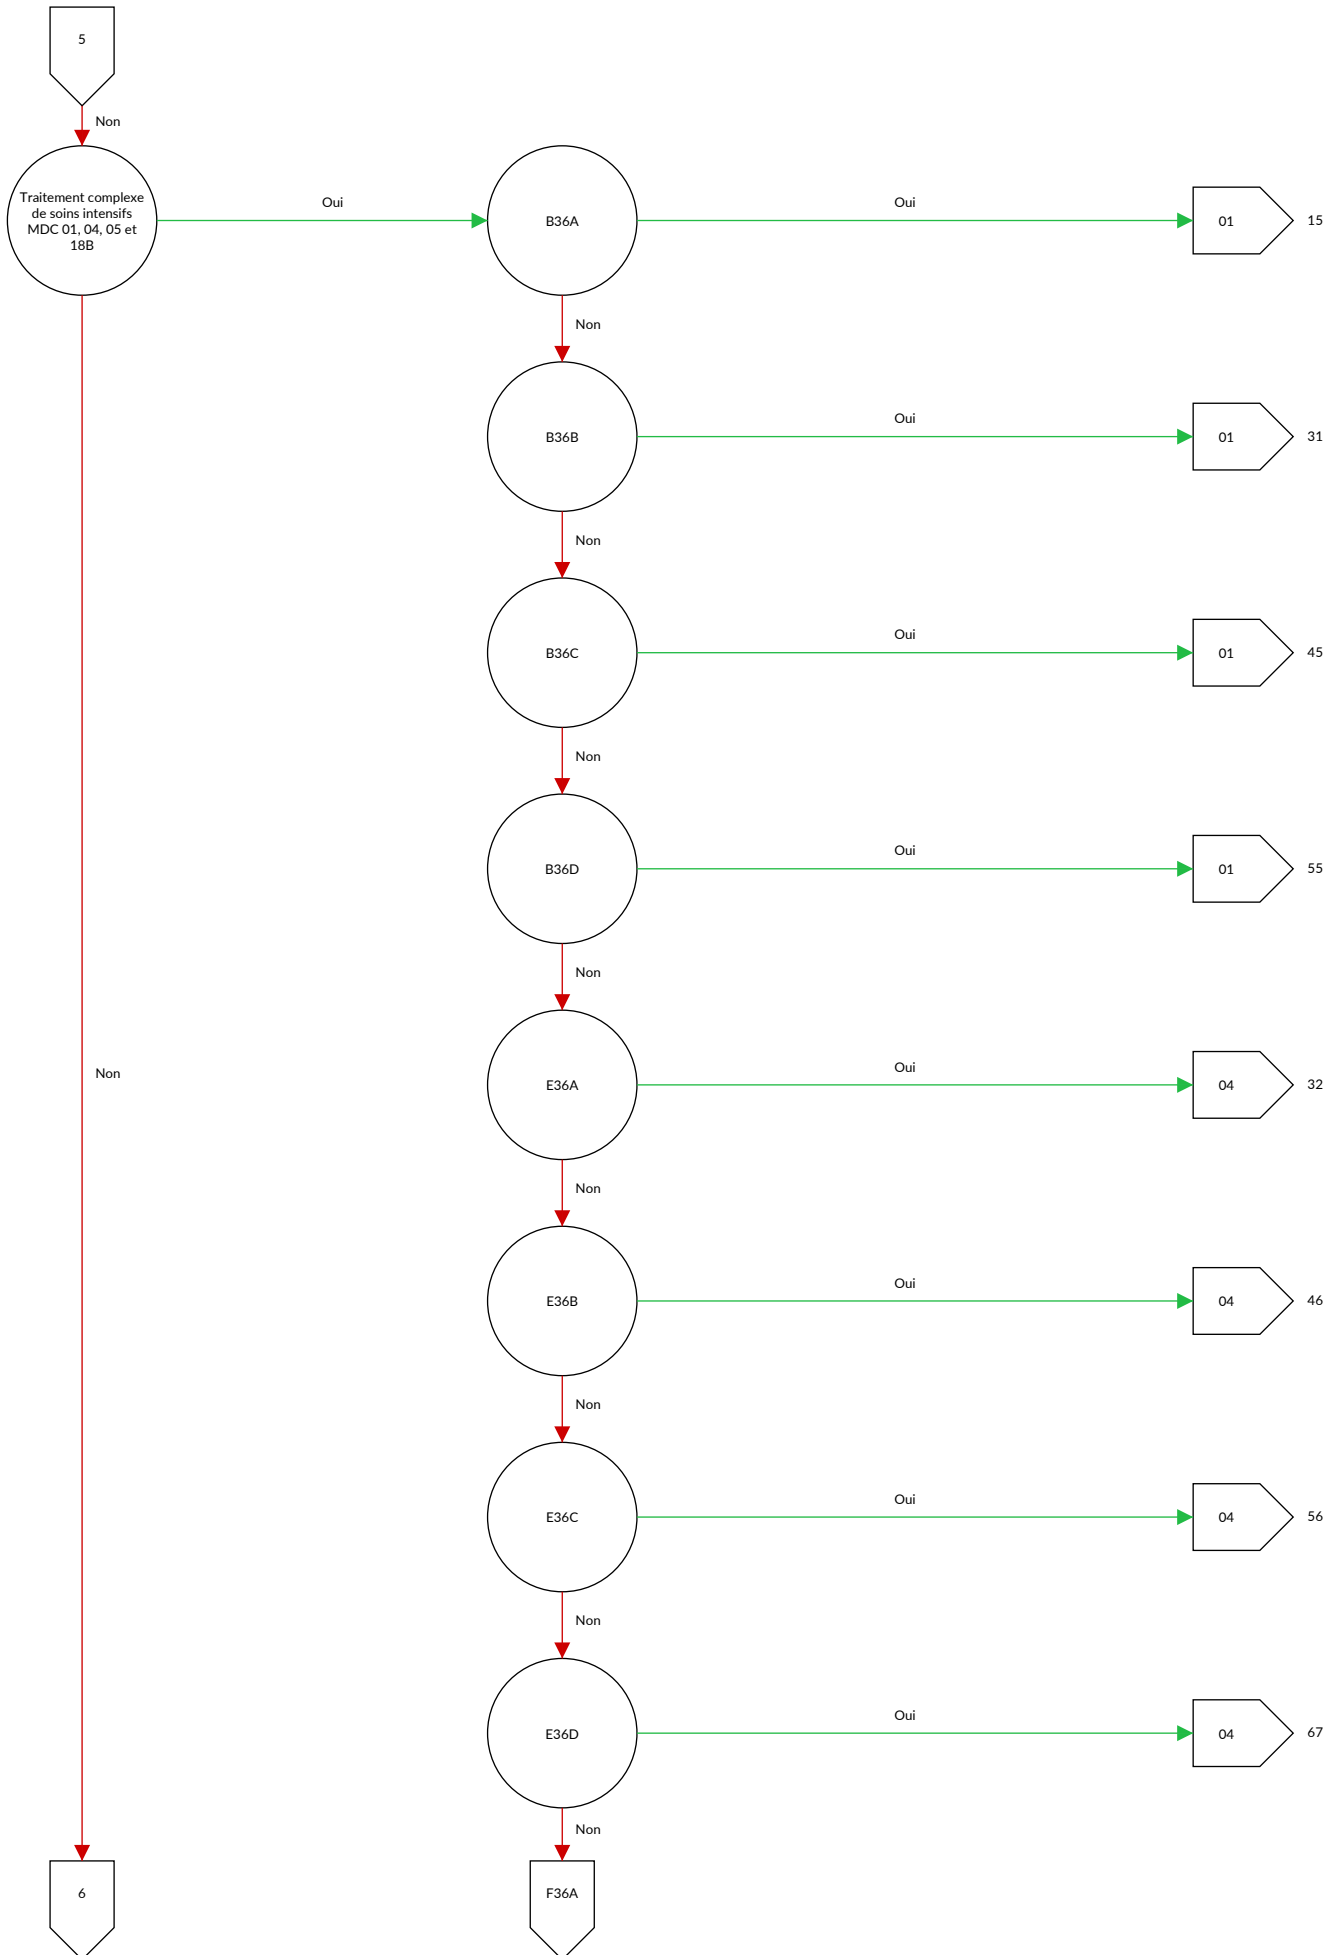 5
Non
Traitement complexe
de soins intensifs
MDC 01, 04, 05 et
18B
Oui
B36A
Oui
01
15
Non
B36B
Oui
01
31
Non
B36C
Oui
01
45
Non
B36D
Oui
01
55
Non
E36A
Oui
04
32
Non
Non
E36B
Oui
04
46
Non
E36C
Oui
04
56
Non
E36D
Oui
04
67
Non
6
F36A